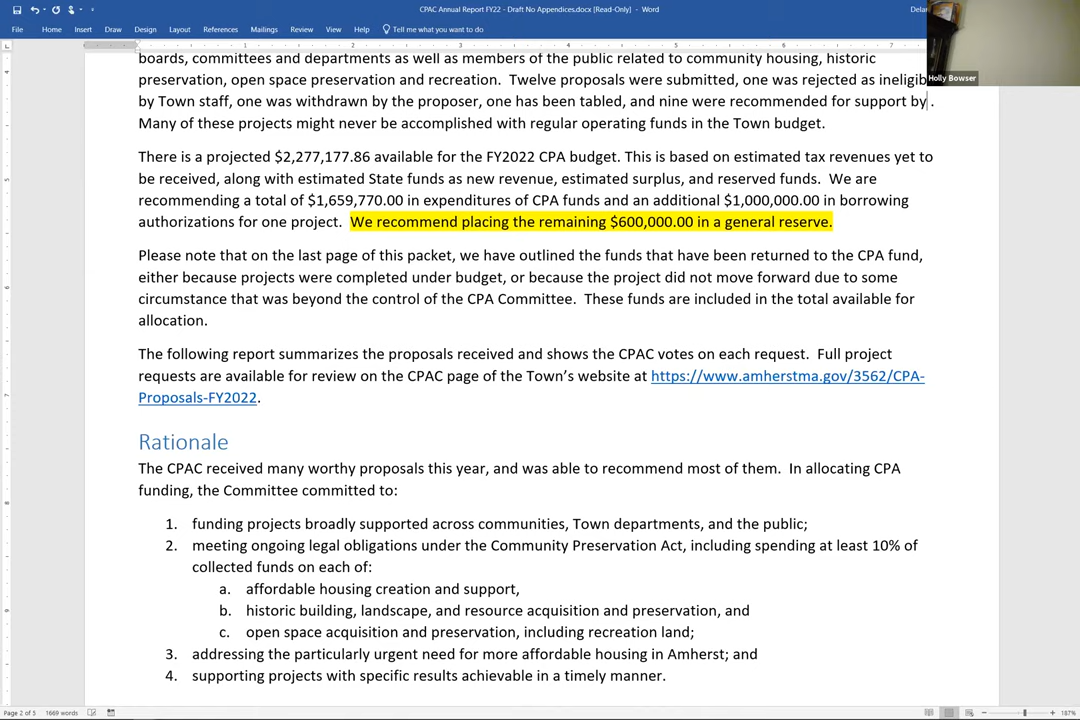 CPAC Annual Report FY22 - Draft No Appendices.docx [Read-Only] - Word
File Home Insert Draw Design Layout References Mailings Review View Help Tell me what you want to do
Holly Bowser
boards, committees and departments as well as members of the public related to community housing, historic
preservation, open space preservation and recreation. Twelve proposals were submitted, one was rejected as ineligib
by Town staff, one was withdrawn by the proposer, one has been tabled, and nine were recommended for support by .
Many of these projects might never be accomplished with regular operating funds in the Town budget.
There is a projected $2,277,177.86 available for the FY2022 CPA budget. This is based on estimated tax revenues yet to
be received, along with estimated State funds as new revenue, estimated surplus, and reserved funds. We are
recommending a total of $1,659,770.00 in expenditures of CPA funds and an additional $1,000,000.00 in borrowing
authorizations for one project. We recommend placing the remaining $600,000.00 in a general reserve.
Please note that on the last page of this packet, we have outlined the funds that have been returned to the CPA fund,
either because projects were completed under budget, or because the project did not move forward due to some
circumstance that was beyond the control of the CPA Committee. These funds are included in the total available for
allocation.
The following report summarizes the proposals received and shows the CPAC votes on each request. Full project
requests are available for review on the CPAC page of the Town's website at https://www.amherstma.gov/3562/CPA-
Proposals-FY2022.
Rationale
The CPAC received many worthy proposals this year, and was able to recommend most of them. In allocating CPA
funding, the Committee committed to:
1. funding projects broadly supported across communities, Town departments, and the public;
2. meeting ongoing legal obligations under the Community Preservation Act, including spending at least 10% of
collected funds on each of:
a. affordable housing creation and support,
b. historic building, landscape, and resource acquisition and preservation, and
c. open space acquisition and preservation, including recreation land;
3. addressing the particularly urgent need for more affordable housing in Amherst; and
4. supporting projects with specific results achievable in a timely manner.
Page 2 of 5 1669 words 187%